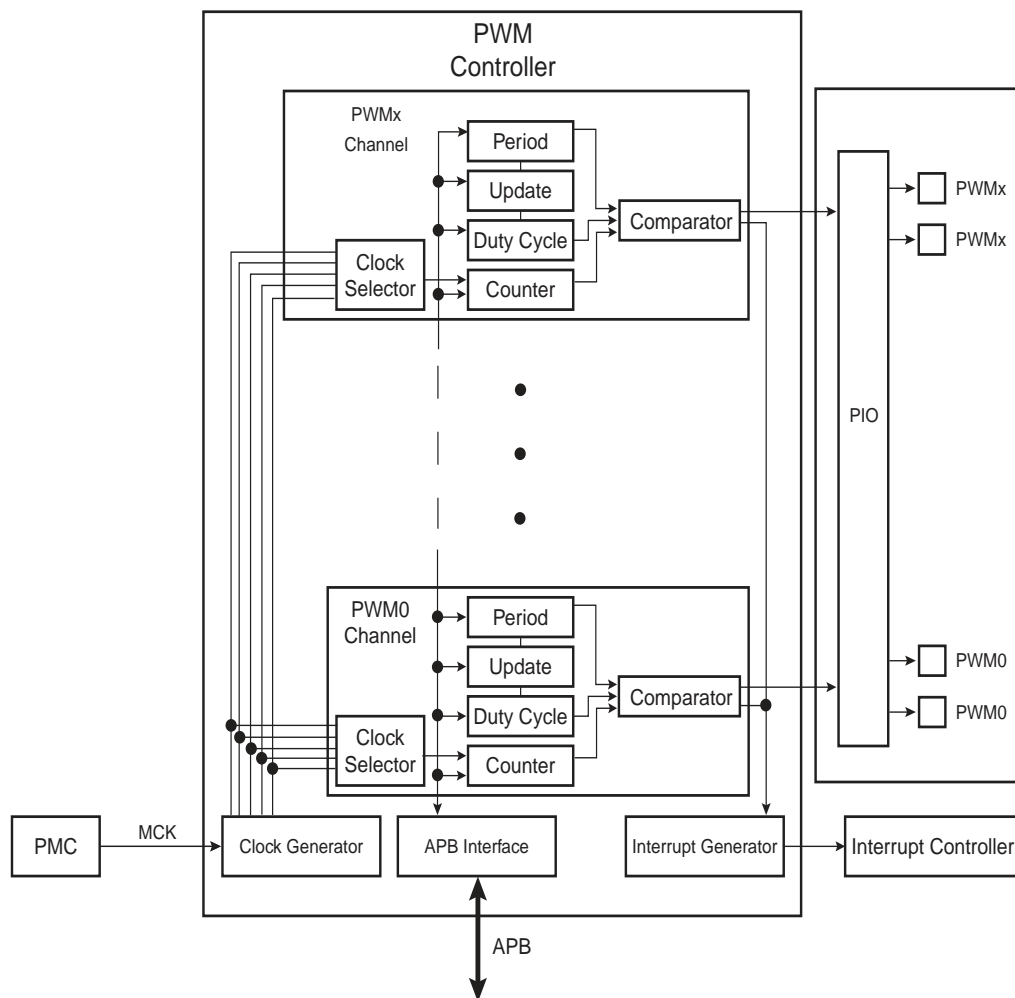 PWM
Controller
PWMx
Channel
Period
Update
Duty Cycle
Counter
Clock
Selector
Comparator
PIO
PWMx
PWMx
PWM0
Channel
Period
Update
Duty Cycle
Counter
Clock
Selector
Comparator
PWM0
PWM0
PMC
MCK
Clock Generator
APB Interface
Interrupt Generator
Interrupt Controller
APB